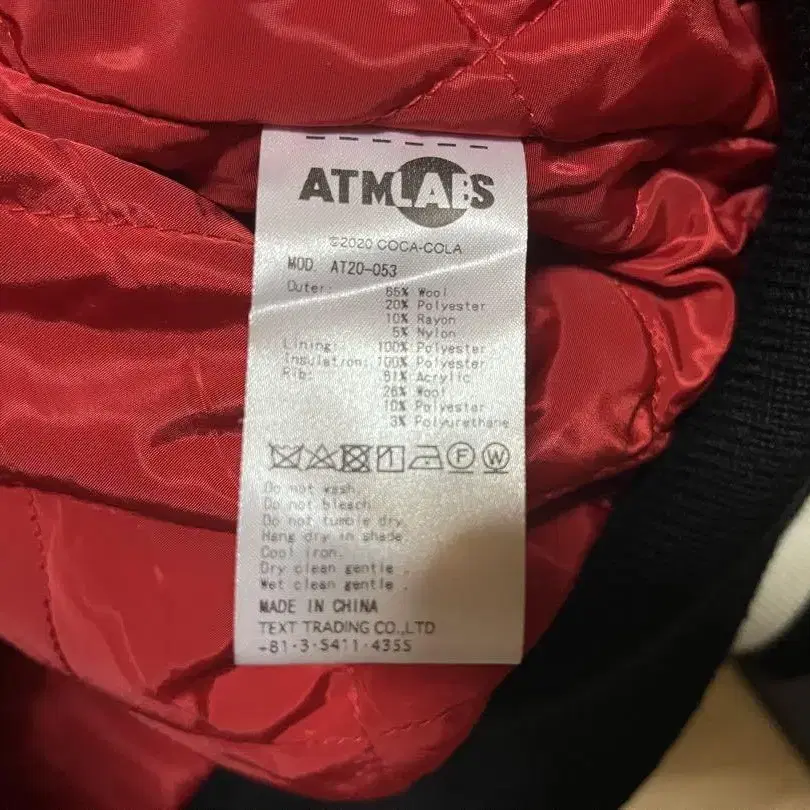 ATMLABS
©2020 COCA-COLA
MOD. AT20-053
Outer: 65% Wool
20% Polyester
10% Rayon
5% Nylon
Lining: 100% Polyester
Insulation: 100% Polyester
Rib: 61% Acrylic
26% Wool
10% Polyester
3% Polyurethane
F W
Do not wash.
Do not bleach.
Do not tumble dry.
Hang dry in shade.
Cool iron.
Dry clean gentle .
Wet clean gentle .
MADE IN CHINA
TEXT TRADING CO.,LTD
+81-3-5411-4355